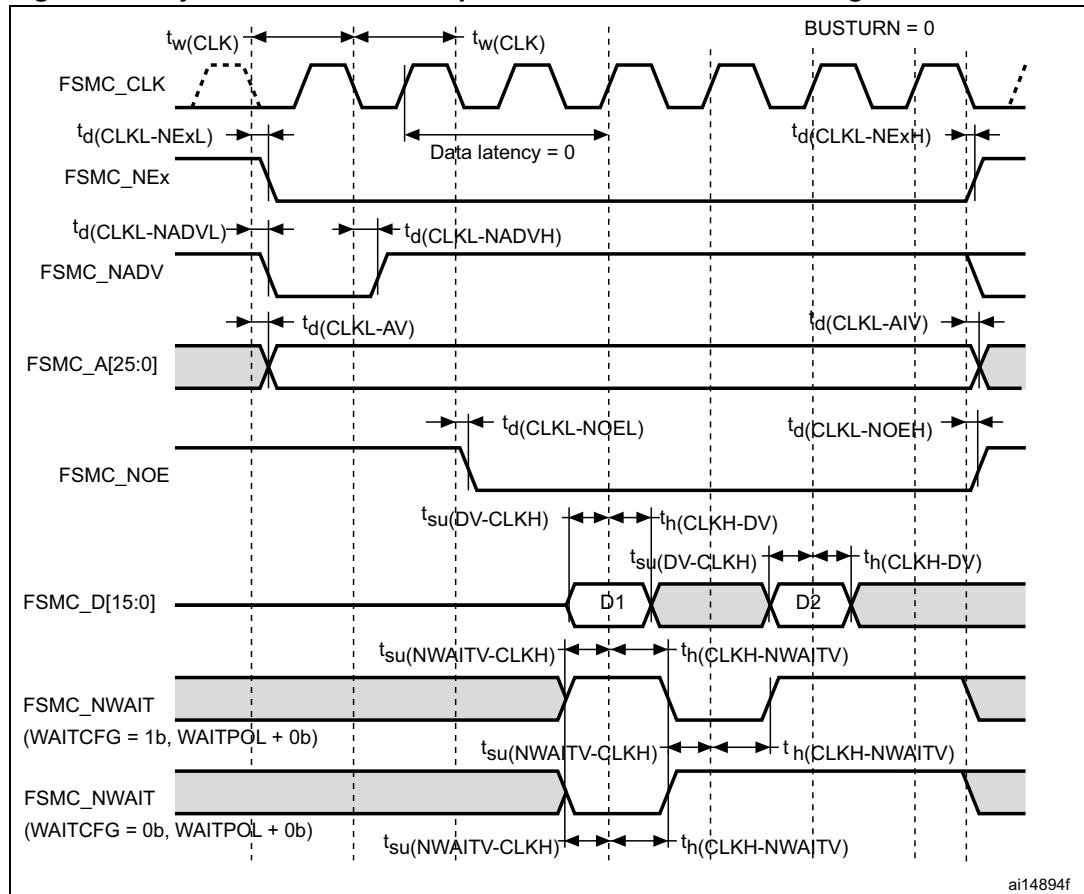 BUSTURN = 0
tw(CLK) tw(CLK)
FSMC_CLK
td(CLKL-NExL) Data latency = 0 td(CLKL-NExH)
FSMC_NEx
td(CLKL-NADVL) td(CLKL-NADVH)
FSMC_NADV
td(CLKL-AV) td(CLKL-AIV)
FSMC_A[25:0]
td(CLKL-NOEL) td(CLKL-NOEH)
FSMC_NOE
tsu(DV-CLKH) th(CLKH-DV)
tsu(DV-CLKH) th(CLKH-DV)
FSMC_D[15:0] D1 D2
tsu(NWAITV-CLKH) th(CLKH-NWAITV)
FSMC_NWAIT
(WAITCFG = 1b, WAITPOL + 0b)
tsu(NWAITV-CLKH) t h(CLKH-NWAITV)
FSMC_NWAIT
(WAITCFG = 0b, WAITPOL + 0b)
tsu(NWAITV-CLKH) th(CLKH-NWAITV)
ai14894f